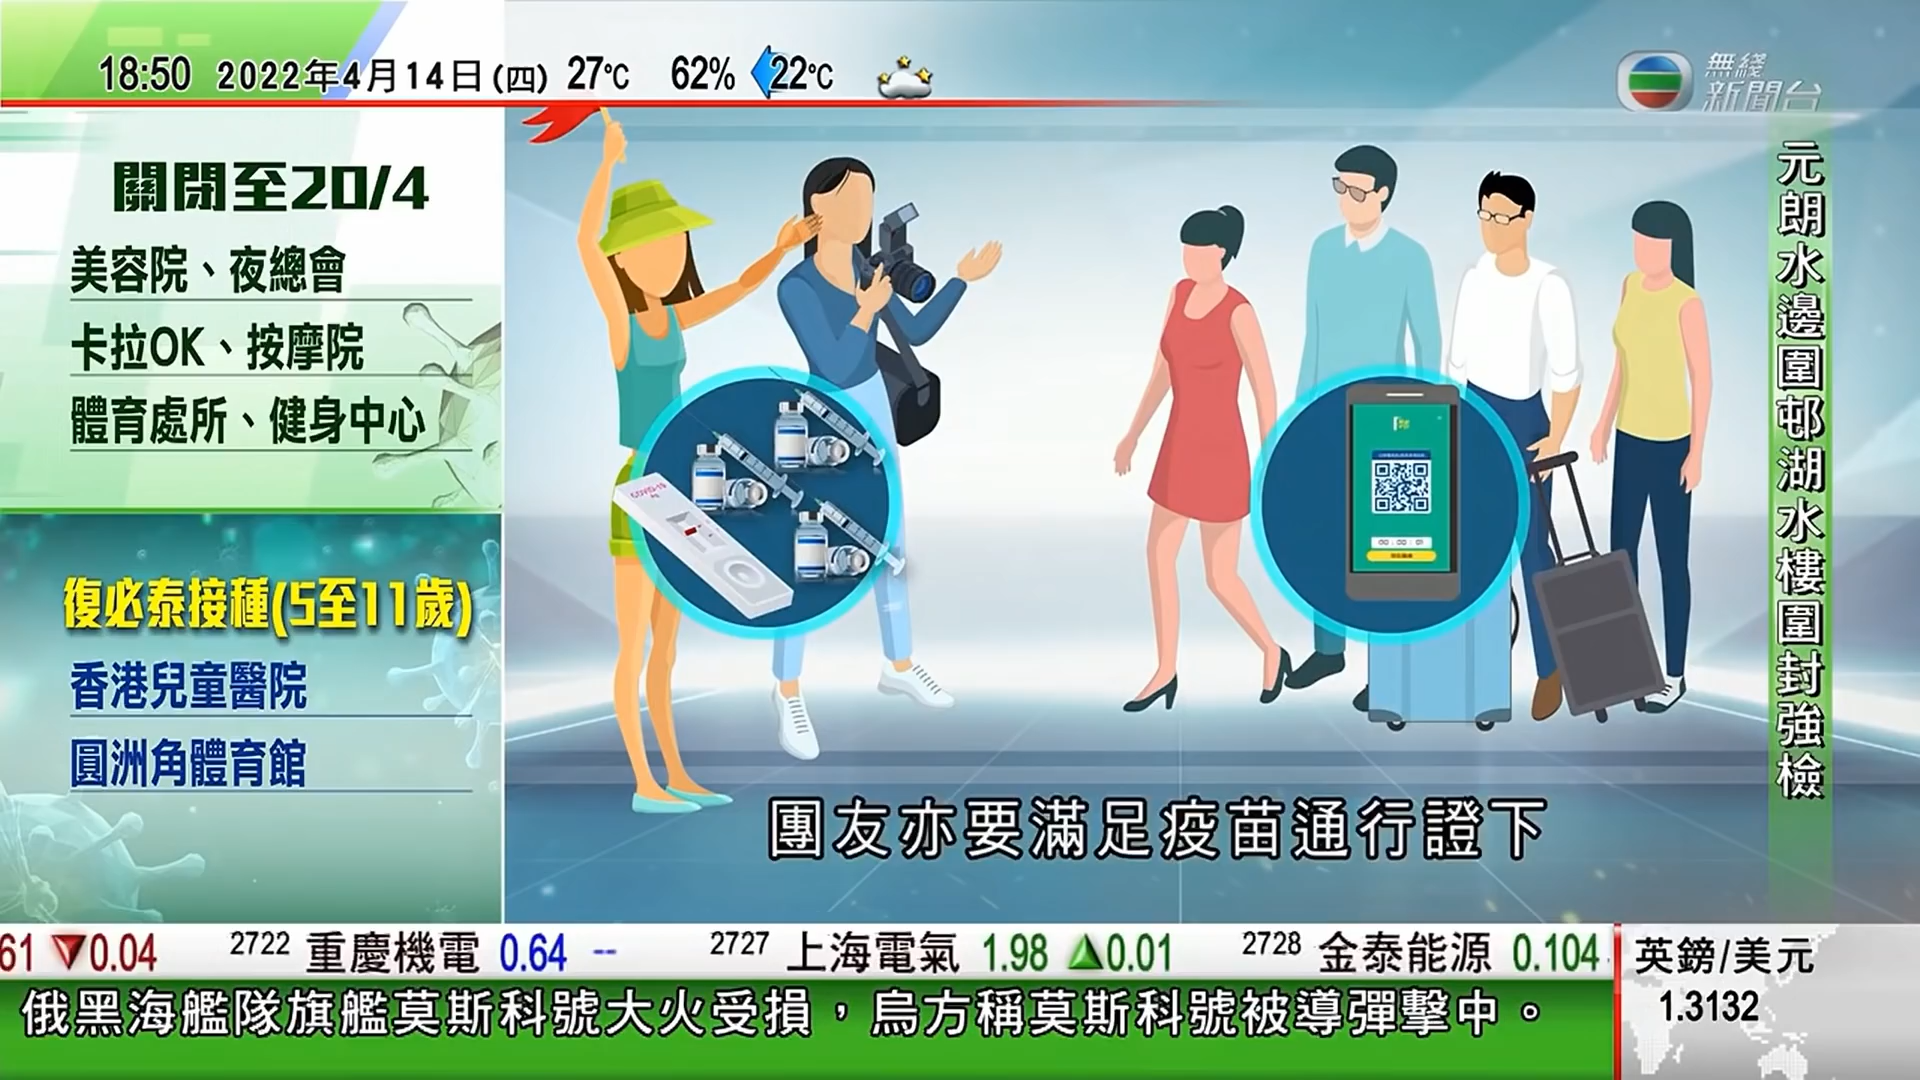 18:50 2022年4月14日(四) 27℃ 62% 22℃
無綫
新聞台
關閉至20/4
美容院、夜總會
卡拉OK、按摩院
體育處所、健身中心
復必泰接種(5至11歲)
香港兒童醫院
圓洲角體育館
元朗水邊圍邨湖水樓圍封強檢
COVID-19
團友亦要滿足疫苗通行證下
61 ▼0.04 2722 重慶機電 0.64 -- 2727 上海電氣 1.98 ▲0.01 2728 金泰能源 0.104
英鎊/美元
1.3132
俄黑海艦隊旗艦莫斯科號大火受損，烏方稱莫斯科號被導彈擊中。